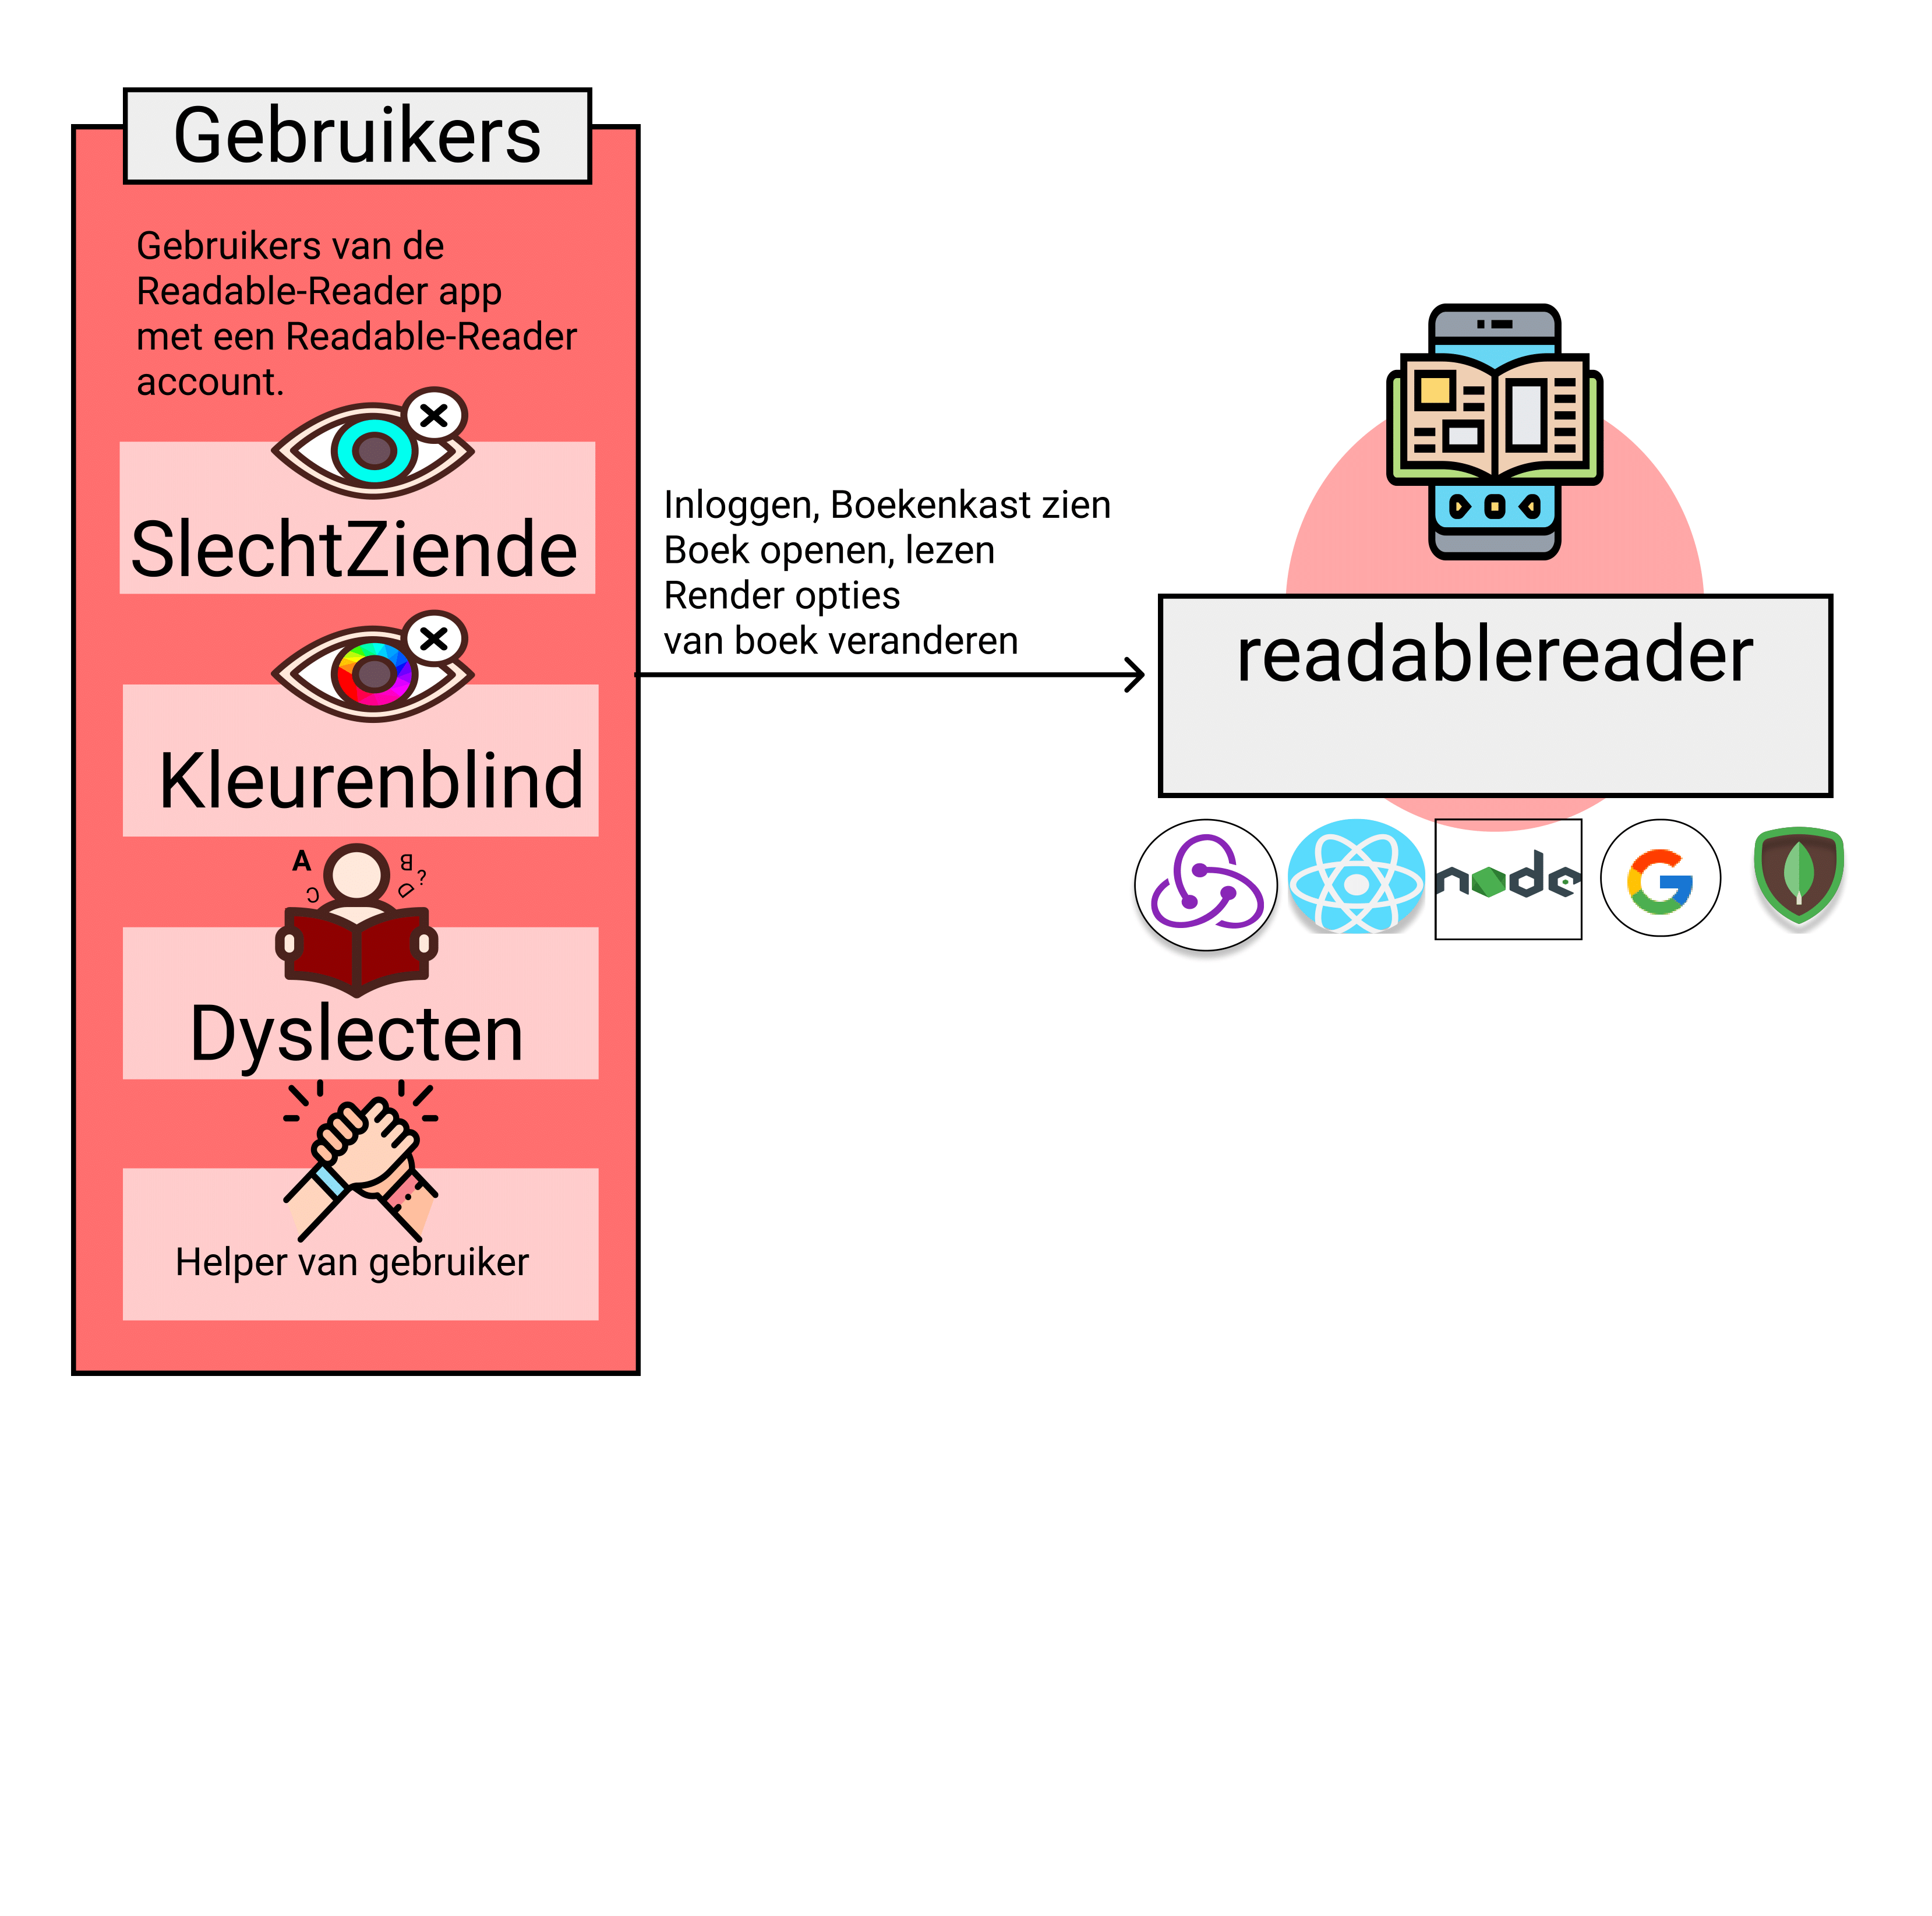 Gebruikers
Gebruikers van de
Readable-Reader app
met een Readable-Reader
account.
SlechtZiende
Kleurenblind
A
B
C
D
?
Dyslecten
Helper van gebruiker
Inloggen, Boekenkast zien
Boek openen, lezen
Render opties
van boek veranderen
readablereader
node
G